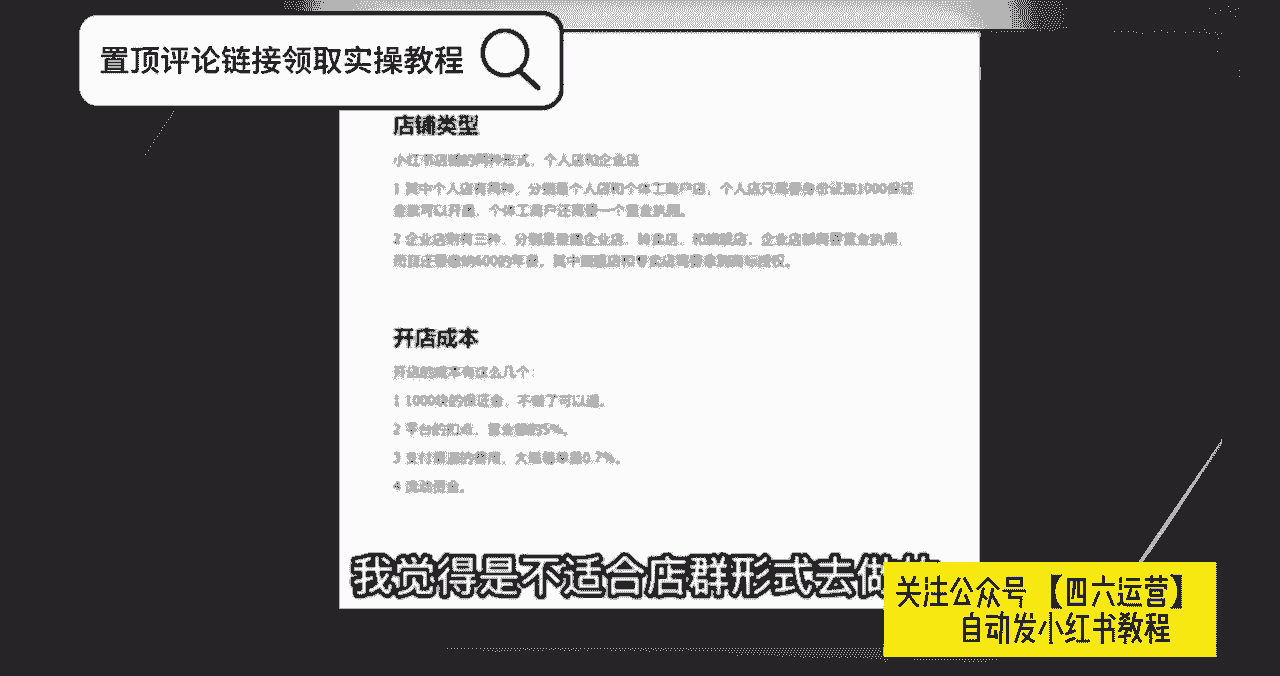 置顶评论链接领取实操教程
店铺类型
小红书店铺的两种形式，个人店和企业店
1 其中个人店有两种，分别是个人店和个体工商户店，个人店只需要身份证加1000保证
金就可以开通，个体工商户还需要一个营业执照。
2 企业店则有三种，分别是普通企业店，专卖店，和旗舰店，企业店都需要营业执照，
而且还要缴纳600的年费，其中旗舰店和专卖店需要拿到商标授权。
开店成本
开店的成本有这么几个：
1 1000块的保证金，不做了可以退。
2 平台的扣点，营业额的5%。
3 支付渠道的费用，大概每单是0.7%。
4 流动资金。
我觉得是不适合店群形式去做
关注公众号【四六运营】
自动发小红书教程